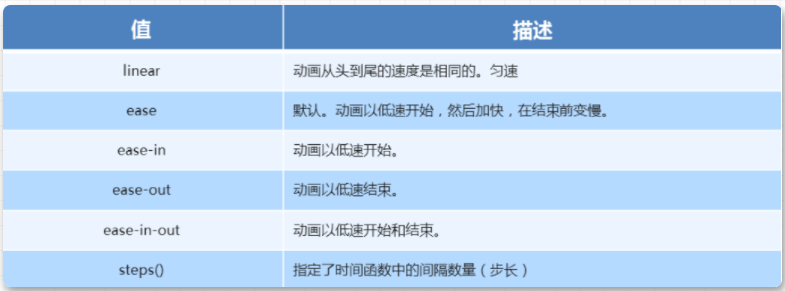 值 描述
linear 动画从头到尾的速度是相同的。匀速
ease 默认。动画以低速开始，然后加快，在结束前变慢。
ease-in 动画以低速开始。
ease-out 动画以低速结束。
ease-in-out 动画以低速开始和结束。
steps() 指定了时间函数中的间隔数量（步长）